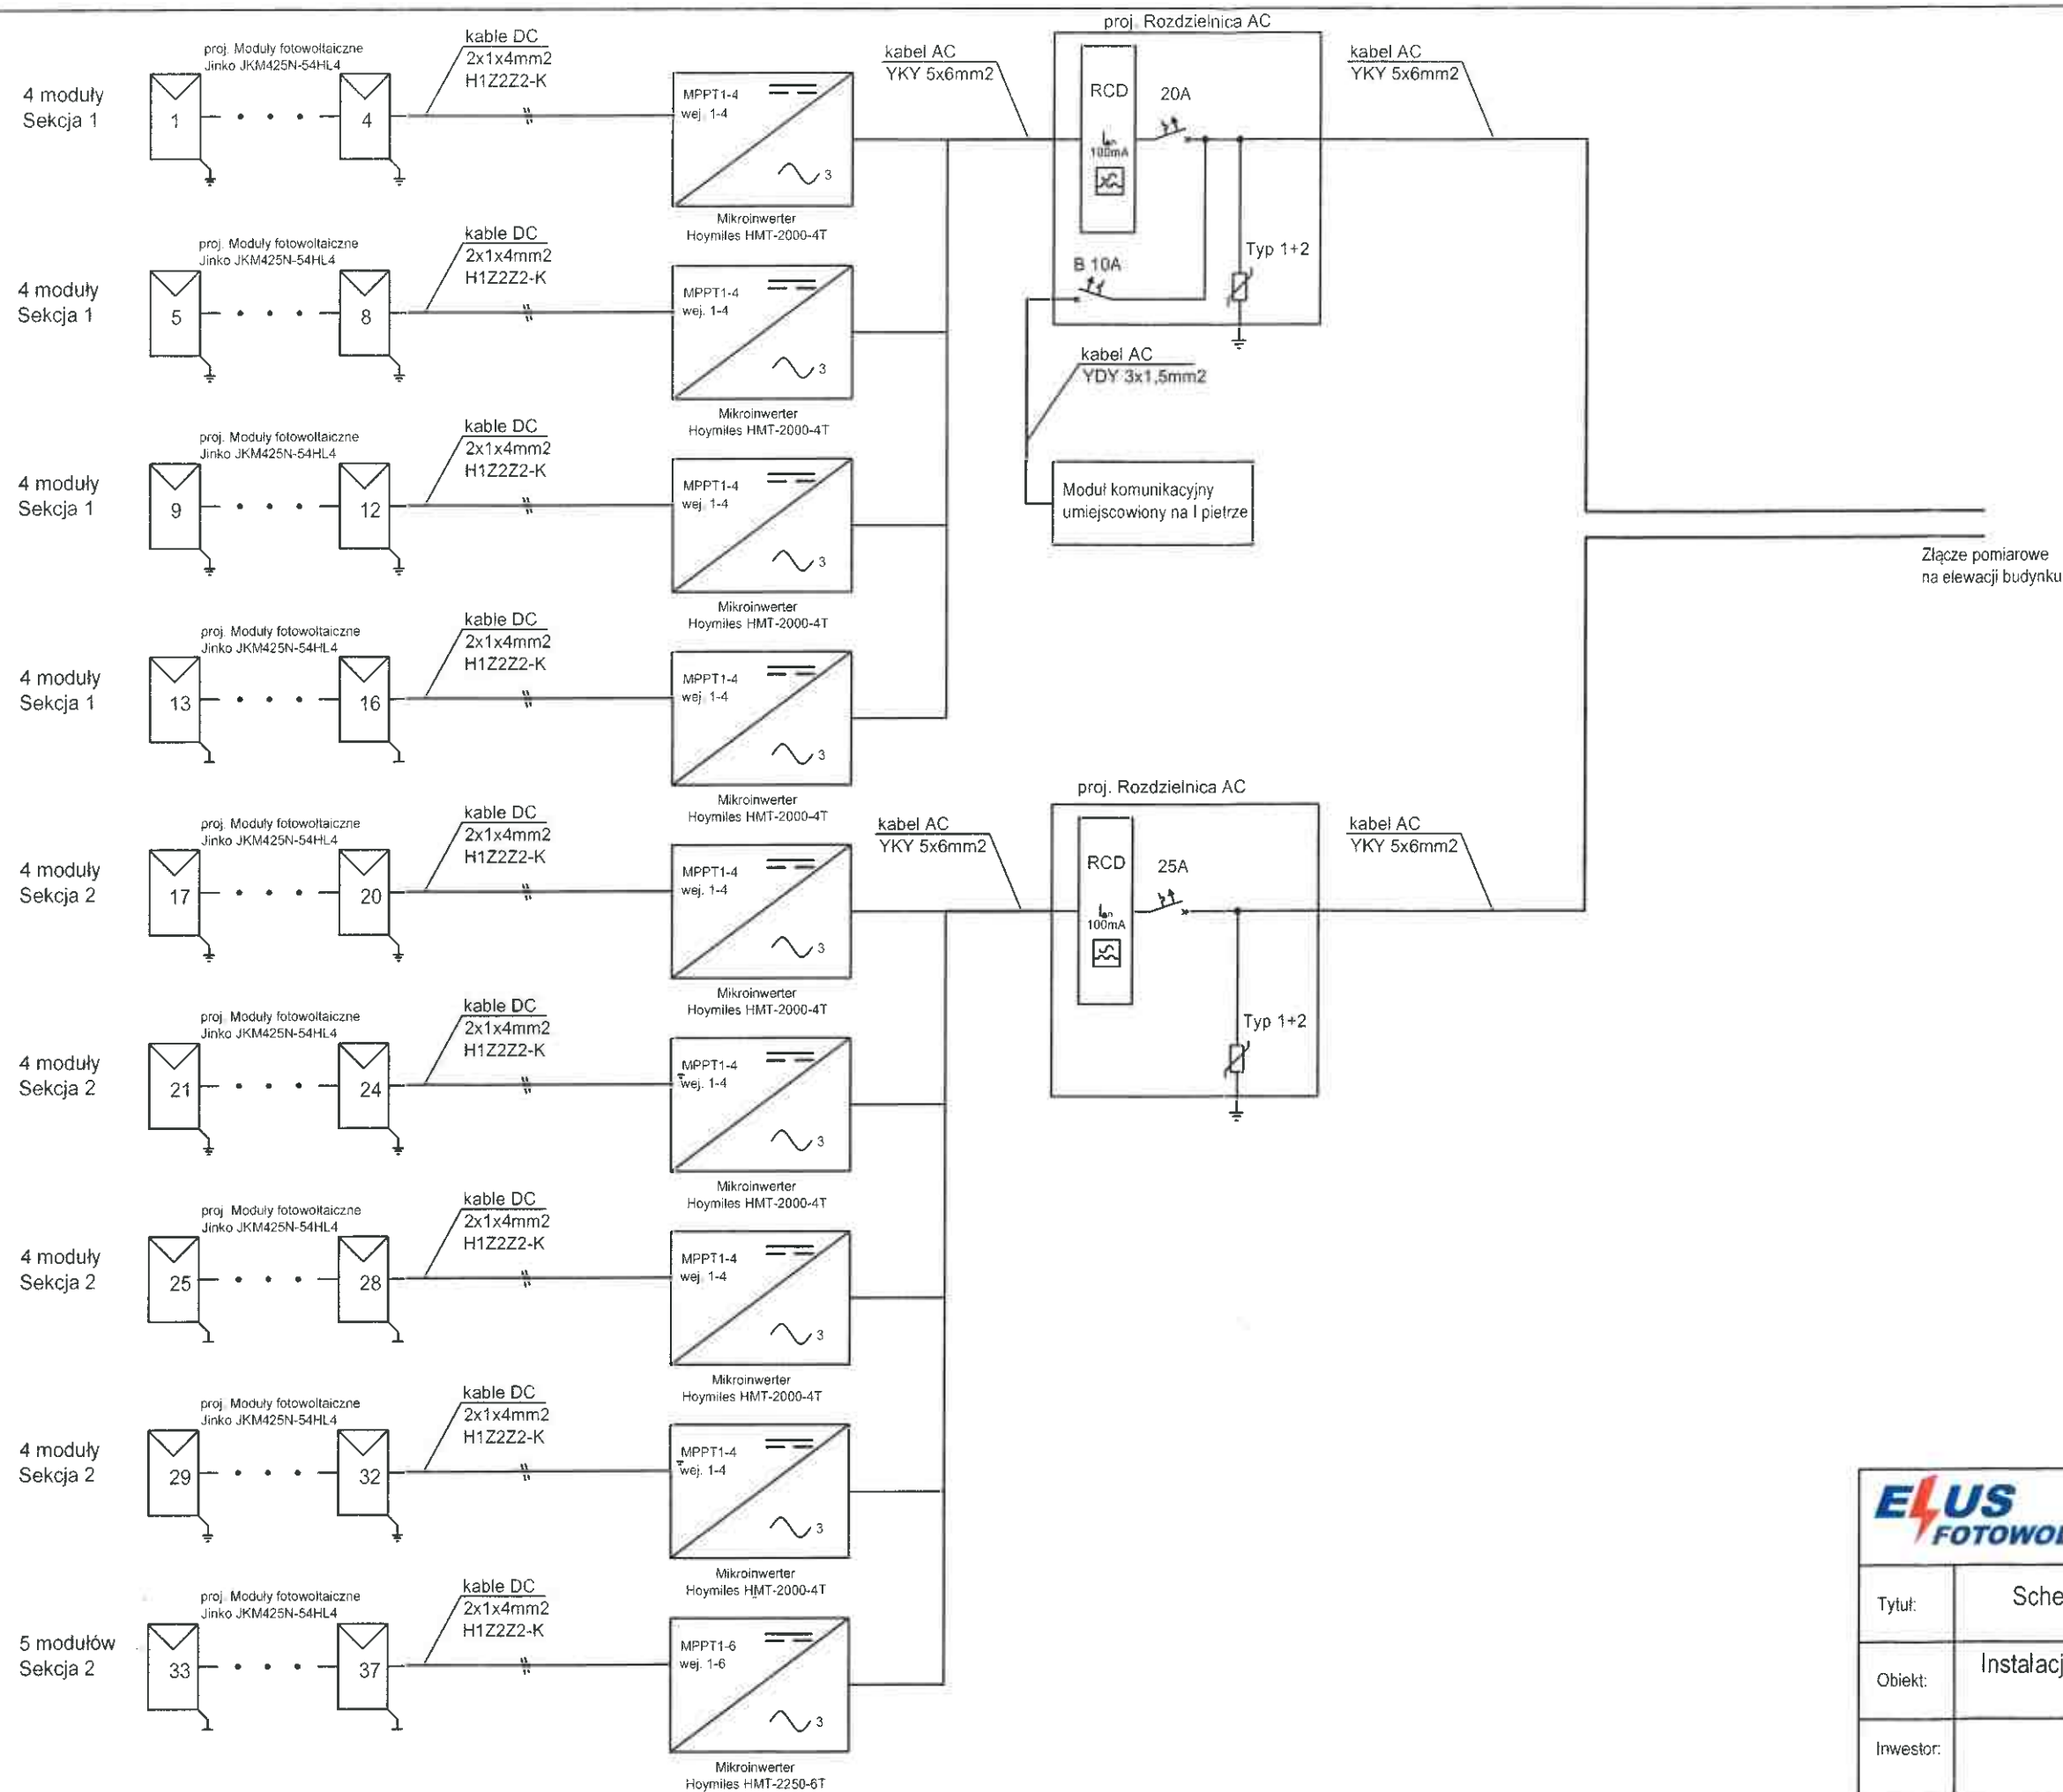 proj. Rozdzielnica AC
4 moduły
Sekcja 1
proj. Moduły fotowoltaiczne
Jinko JKM425N-54HL4
1
4
kable DC
2x1x4mm2
H1Z2Z2-K
MPPT1-4
wej. 1-4
3
Mikroinwerter
Hoymiles HMT-2000-4T
kabel AC
YKY 5x6mm2
RCD
20A
100mA
B 10A
Typ 1+2
kabel AC
YKY 5x6mm2
4 moduły
Sekcja 1
proj. Moduły fotowoltaiczne
Jinko JKM425N-54HL4
5
8
kable DC
2x1x4mm2
H1Z2Z2-K
MPPT1-4
wej. 1-4
3
Mikroinwerter
Hoymiles HMT-2000-4T
kabel AC
YDY 3x1,5mm2
4 moduły
Sekcja 1
proj. Moduły fotowoltaiczne
Jinko JKM425N-54HL4
9
12
kable DC
2x1x4mm2
H1Z2Z2-K
MPPT1-4
wej. 1-4
3
Mikroinwerter
Hoymiles HMT-2000-4T
Moduł komunikacyjny
umiejscowiony na I pietrze
Złącze pomiarowe
na elewacji budynku
4 moduły
Sekcja 1
proj. Moduły fotowoltaiczne
Jinko JKM425N-54HL4
13
16
kable DC
2x1x4mm2
H1Z2Z2-K
MPPT1-4
wej. 1-4
3
Mikroinwerter
Hoymiles HMT-2000-4T
4 moduły
Sekcja 2
proj. Moduły fotowoltaiczne
Jinko JKM425N-54HL4
17
20
kable DC
2x1x4mm2
H1Z2Z2-K
MPPT1-4
wej. 1-4
3
Mikroinwerter
Hoymiles HMT-2000-4T
kabel AC
YKY 5x6mm2
proj. Rozdzielnica AC
RCD
25A
100mA
Typ 1+2
kabel AC
YKY 5x6mm2
4 moduły
Sekcja 2
proj. Moduły fotowoltaiczne
Jinko JKM425N-54HL4
21
24
kable DC
2x1x4mm2
H1Z2Z2-K
MPPT1-4
wej. 1-4
3
Mikroinwerter
Hoymiles HMT-2000-4T
4 moduły
Sekcja 2
proj. Moduły fotowoltaiczne
Jinko JKM425N-54HL4
25
28
kable DC
2x1x4mm2
H1Z2Z2-K
MPPT1-4
wej. 1-4
3
Mikroinwerter
Hoymiles HMT-2000-4T
4 moduły
Sekcja 2
proj. Moduły fotowoltaiczne
Jinko JKM425N-54HL4
29
32
kable DC
2x1x4mm2
H1Z2Z2-K
MPPT1-4
wej. 1-4
3
Mikroinwerter
Hoymiles HMT-2000-4T
5 modułów
Sekcja 2
proj. Moduły fotowoltaiczne
Jinko JKM425N-54HL4
33
37
kable DC
2x1x4mm2
H1Z2Z2-K
MPPT1-6
wej. 1-6
3
Mikroinwerter
Hoymiles HMT-2250-6T
ELUS
Tytuł:
Obiekt:
Inwestor: